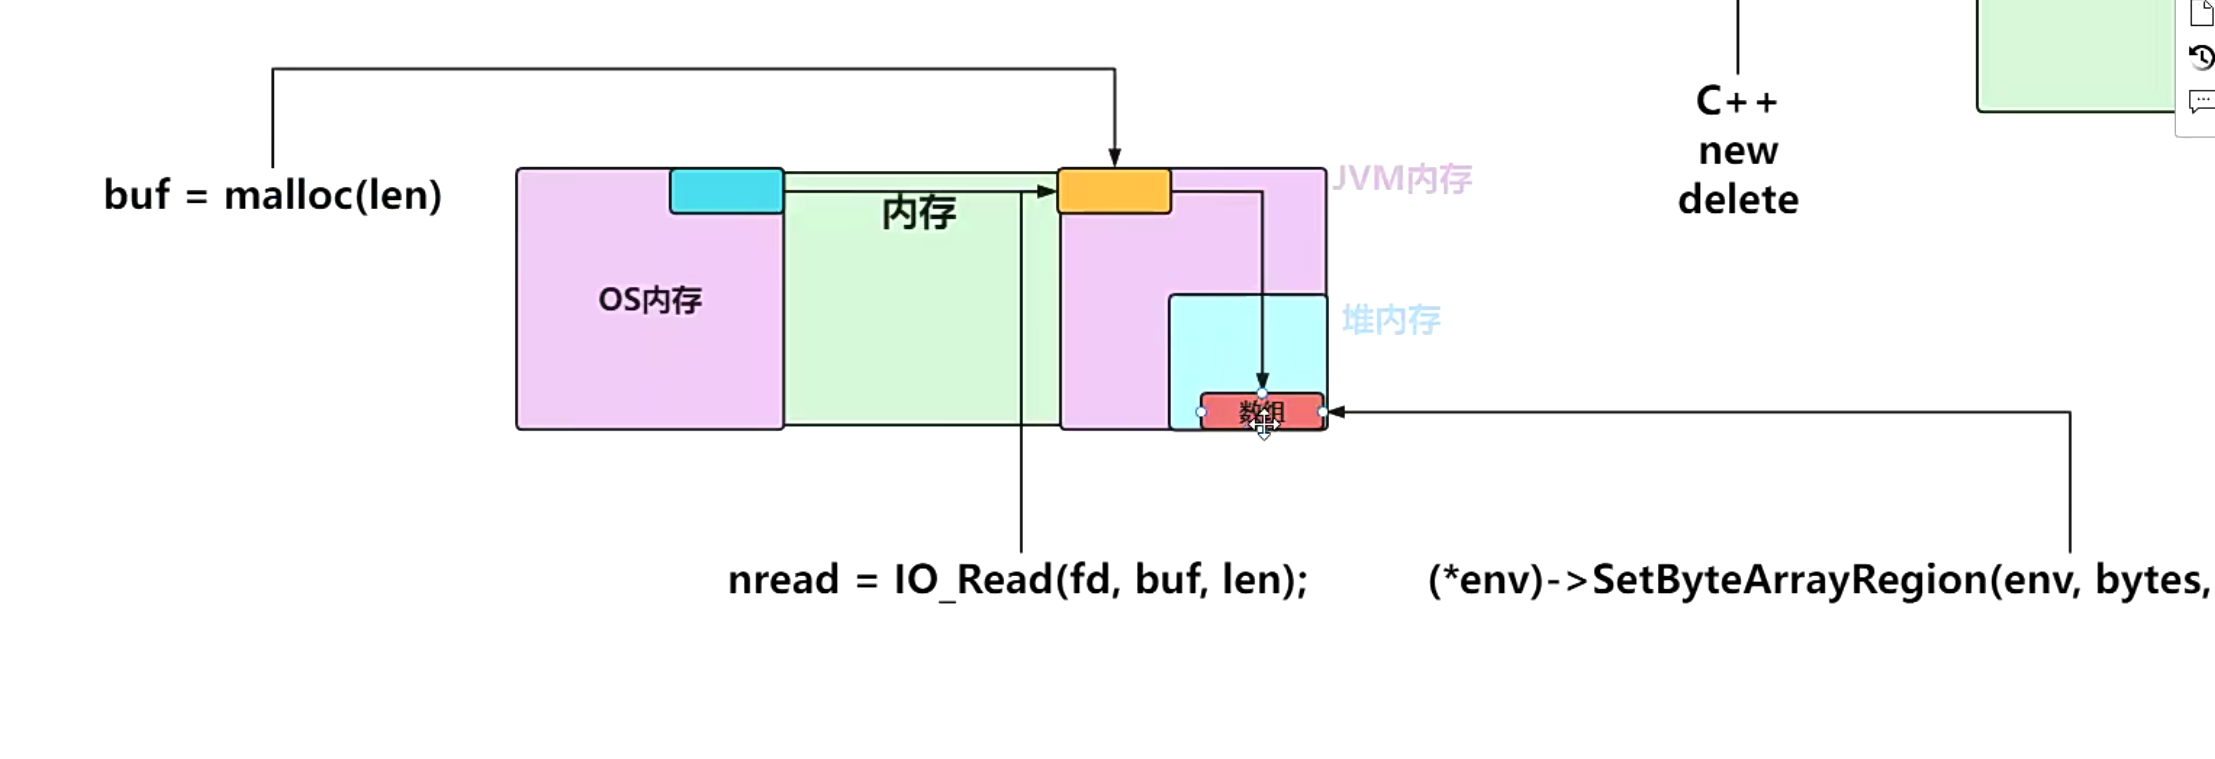 C++
new
delete
buf = malloc(len)
JVM内存
内存
OS内存
堆内存
数组
nread = IO_Read(fd, buf, len);
(*env)->SetByteArrayRegion(env, bytes,